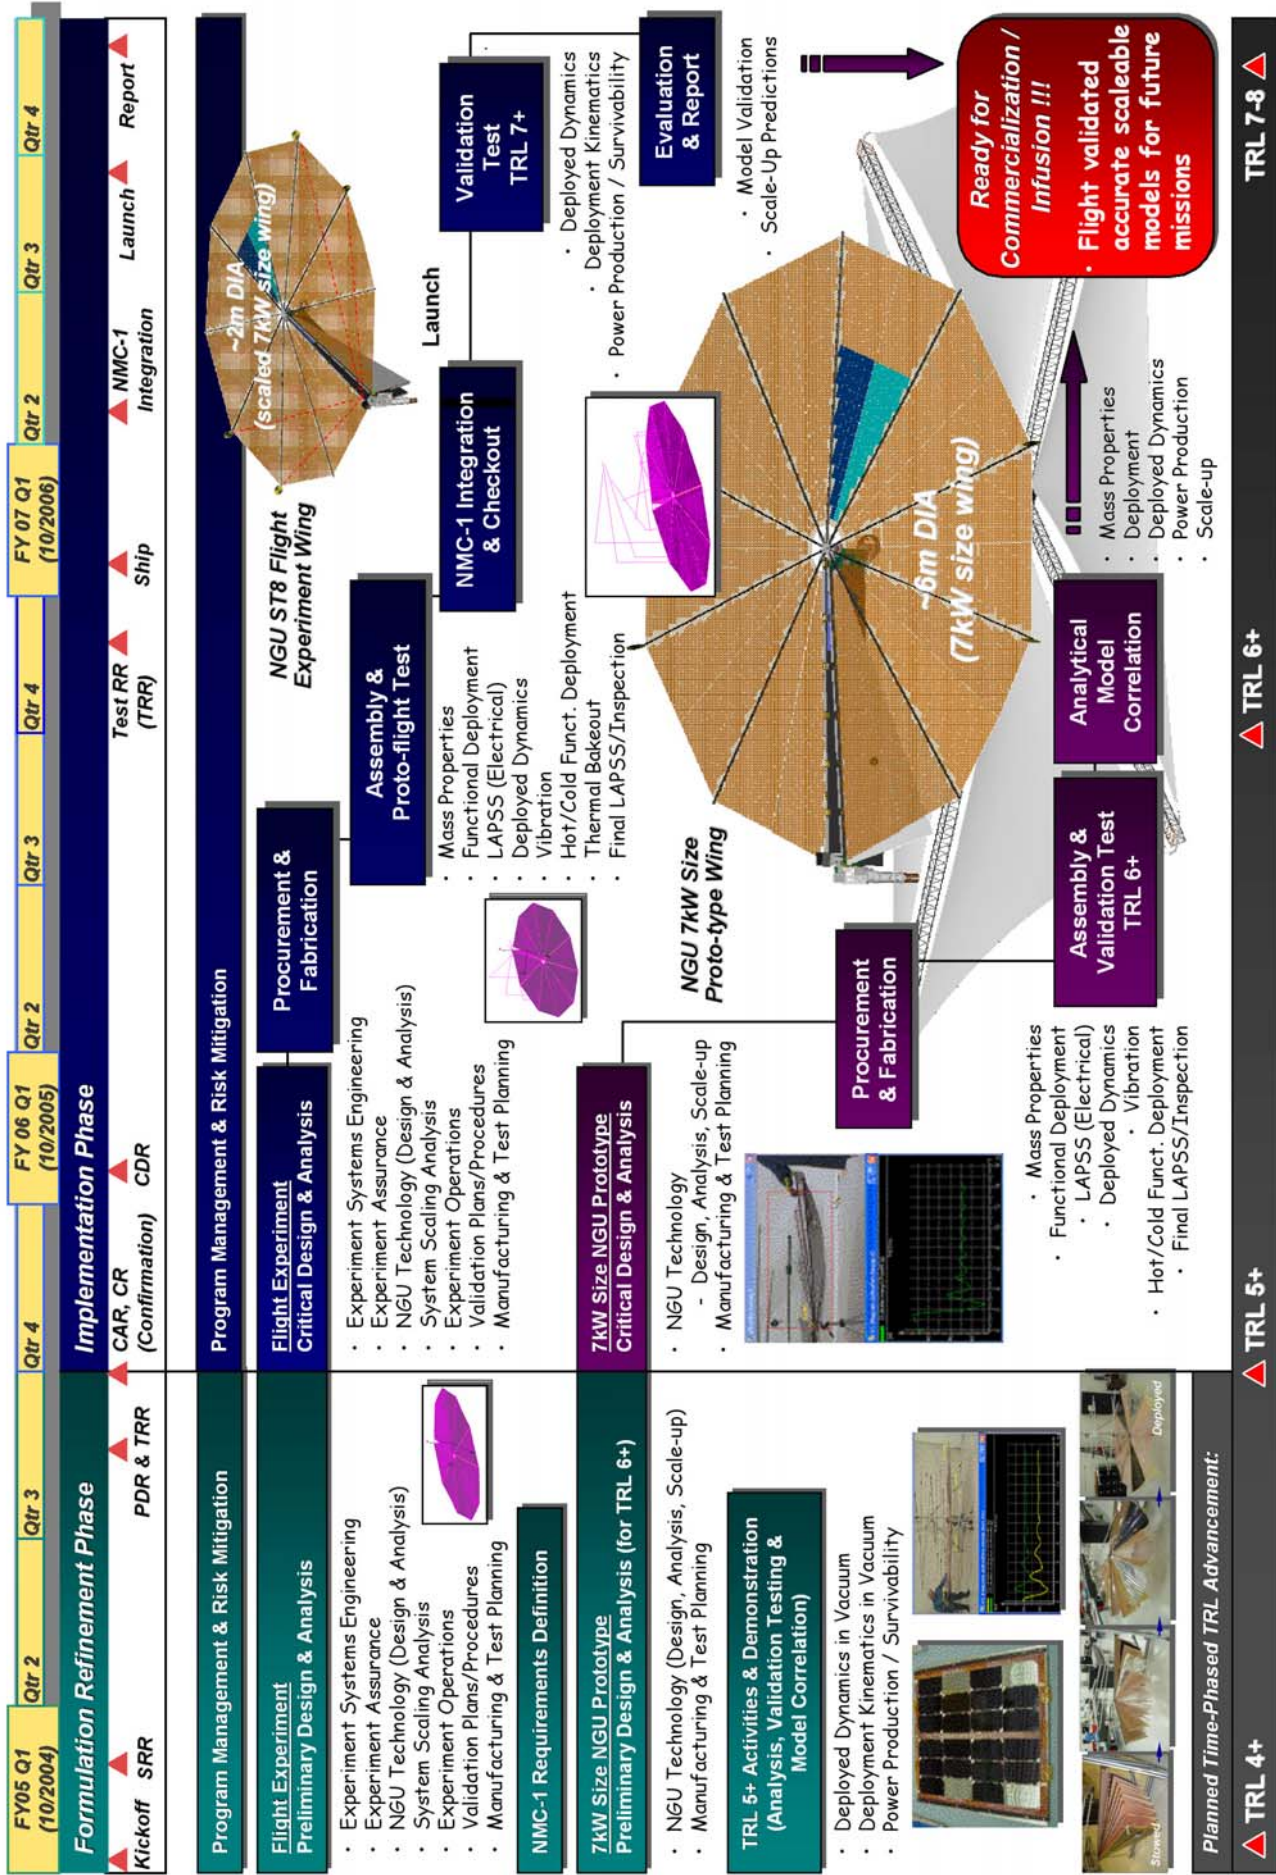 FY05 Q1
(10/2004)
Qtr 2
Qtr 3
Qtr 4
FY 06 Q1
(10/2005)
Qtr 2
Qtr 3
Qtr 4
FY 07 Q1
(10/2006)
Qtr 2
Qtr 3
Qtr 4
Formulation Refinement Phase
Implementation Phase
Kickoff
SRR
PDR & TRR
CAR, CR
(Confirmation)
CDR
Test RR
(TRR)
Ship
NMC-1
Integration
Launch
Report
Program Management & Risk Mitigation
Program Management & Risk Mitigation
Flight Experiment
Preliminary Design & Analysis
· Experiment Systems Engineering
· Experiment Assurance
· NGU Technology (Design & Analysis)
· System Scaling Analysis
· Experiment Operations
· Validation Plans/Procedures
· Manufacturing & Test Planning
NMC-1 Requirements Definition
7kW Size NGU Prototype
Preliminary Design & Analysis (for TRL 6+)
· NGU Technology (Design, Analysis, Scale-up)
· Manufacturing & Test Planning
TRL 5+ Activities & Demonstration
(Analysis, Validation Testing &
Model Correlation)
· Deployed Dynamics in Vacuum
· Deployment Kinematics in Vacuum
· Power Production / Survivability
Stowed
Deployed
Flight Experiment
Critical Design & Analysis
· Experiment Systems Engineering
· Experiment Assurance
· NGU Technology (Design & Analysis)
· System Scaling Analysis
· Experiment Operations
· Validation Plans/Procedures
· Manufacturing & Test Planning
7kW Size NGU Prototype
Critical Design & Analysis
· NGU Technology
- Design, Analysis, Scale-up
· Manufacturing & Test Planning
Procurement &
Fabrication
Assembly &
Proto-flight Test
· Mass Properties
· Functional Deployment
· LAPSS (Electrical)
· Deployed Dynamics
· Vibration
· Hot/Cold Funct. Deployment
· Thermal Bakeout
· Final LAPSS/Inspection
NGU ST8 Flight
Experiment Wing
~2m DIA
(scaled 7kW size wing)
NMC-1 Integration
& Checkout
Launch
Validation
Test
TRL 7+
· Deployed Dynamics
· Deployment Kinematics
· Power Production / Survivability
Evaluation
& Report
· Model Validation
· Scale-Up Predictions
NGU 7kW Size
Proto-type Wing
~6m DIA
(7kW size wing)
Procurement
& Fabrication
Assembly &
Validation Test
TRL 6+
· Mass Properties
· Functional Deployment
· LAPSS (Electrical)
· Deployed Dynamics
· Vibration
· Hot/Cold Funct. Deployment
· Final LAPSS/Inspection
Analytical
Model
Correlation
· Mass Properties
· Deployment
· Deployed Dynamics
· Power Production
· Scale-up
Ready for
Commercialization /
Infusion !!!
· Flight validated
accurate scaleable
models for future
missions
Planned Time-Phased TRL Advancement:
TRL 4+
TRL 5+
TRL 6+
TRL 7-8